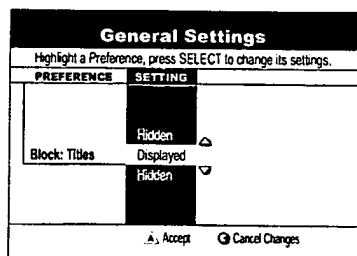 General Settings
Highlight a Preference, press SELECT to change its settings.
PREFERENCE SETTING
Hidden
Block: Titles Displayed
Hidden
A Accept C Cancel Changes